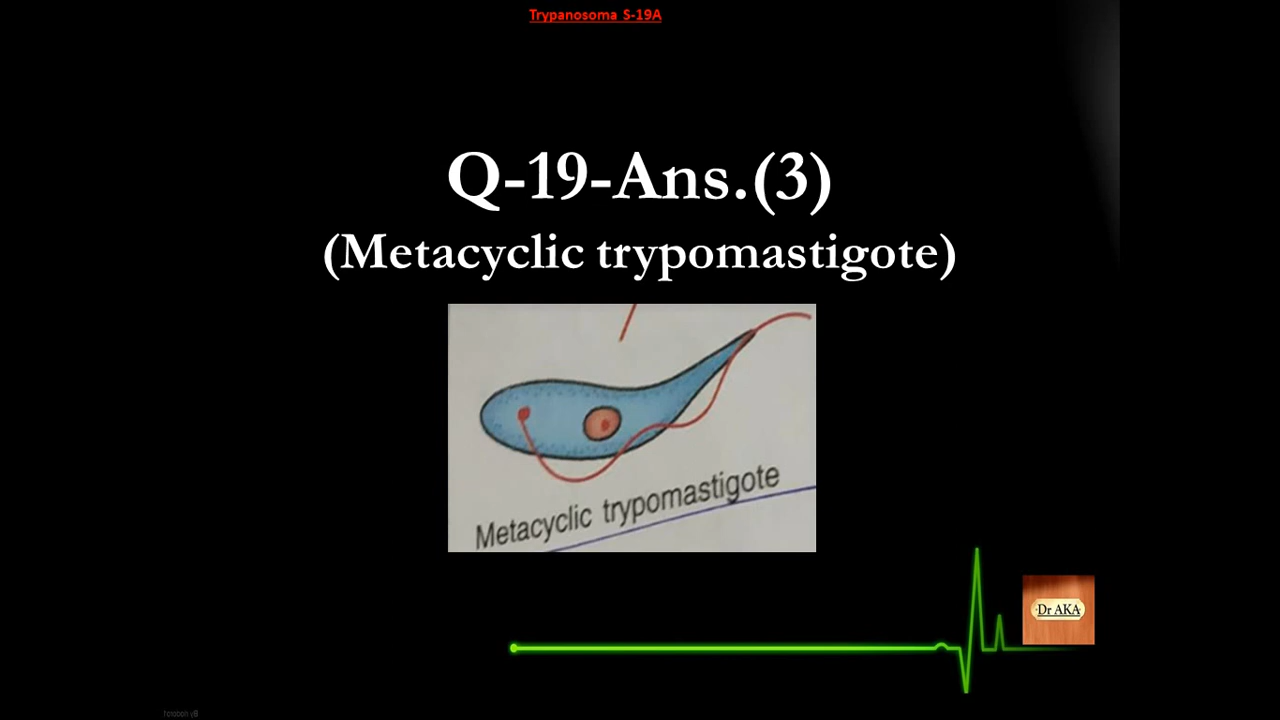 Trypanosoma S-19A
Q-19-Ans.(3)
(Metacyclic trypomastigote)
Metacyclic trypomastigote
Dr AKA